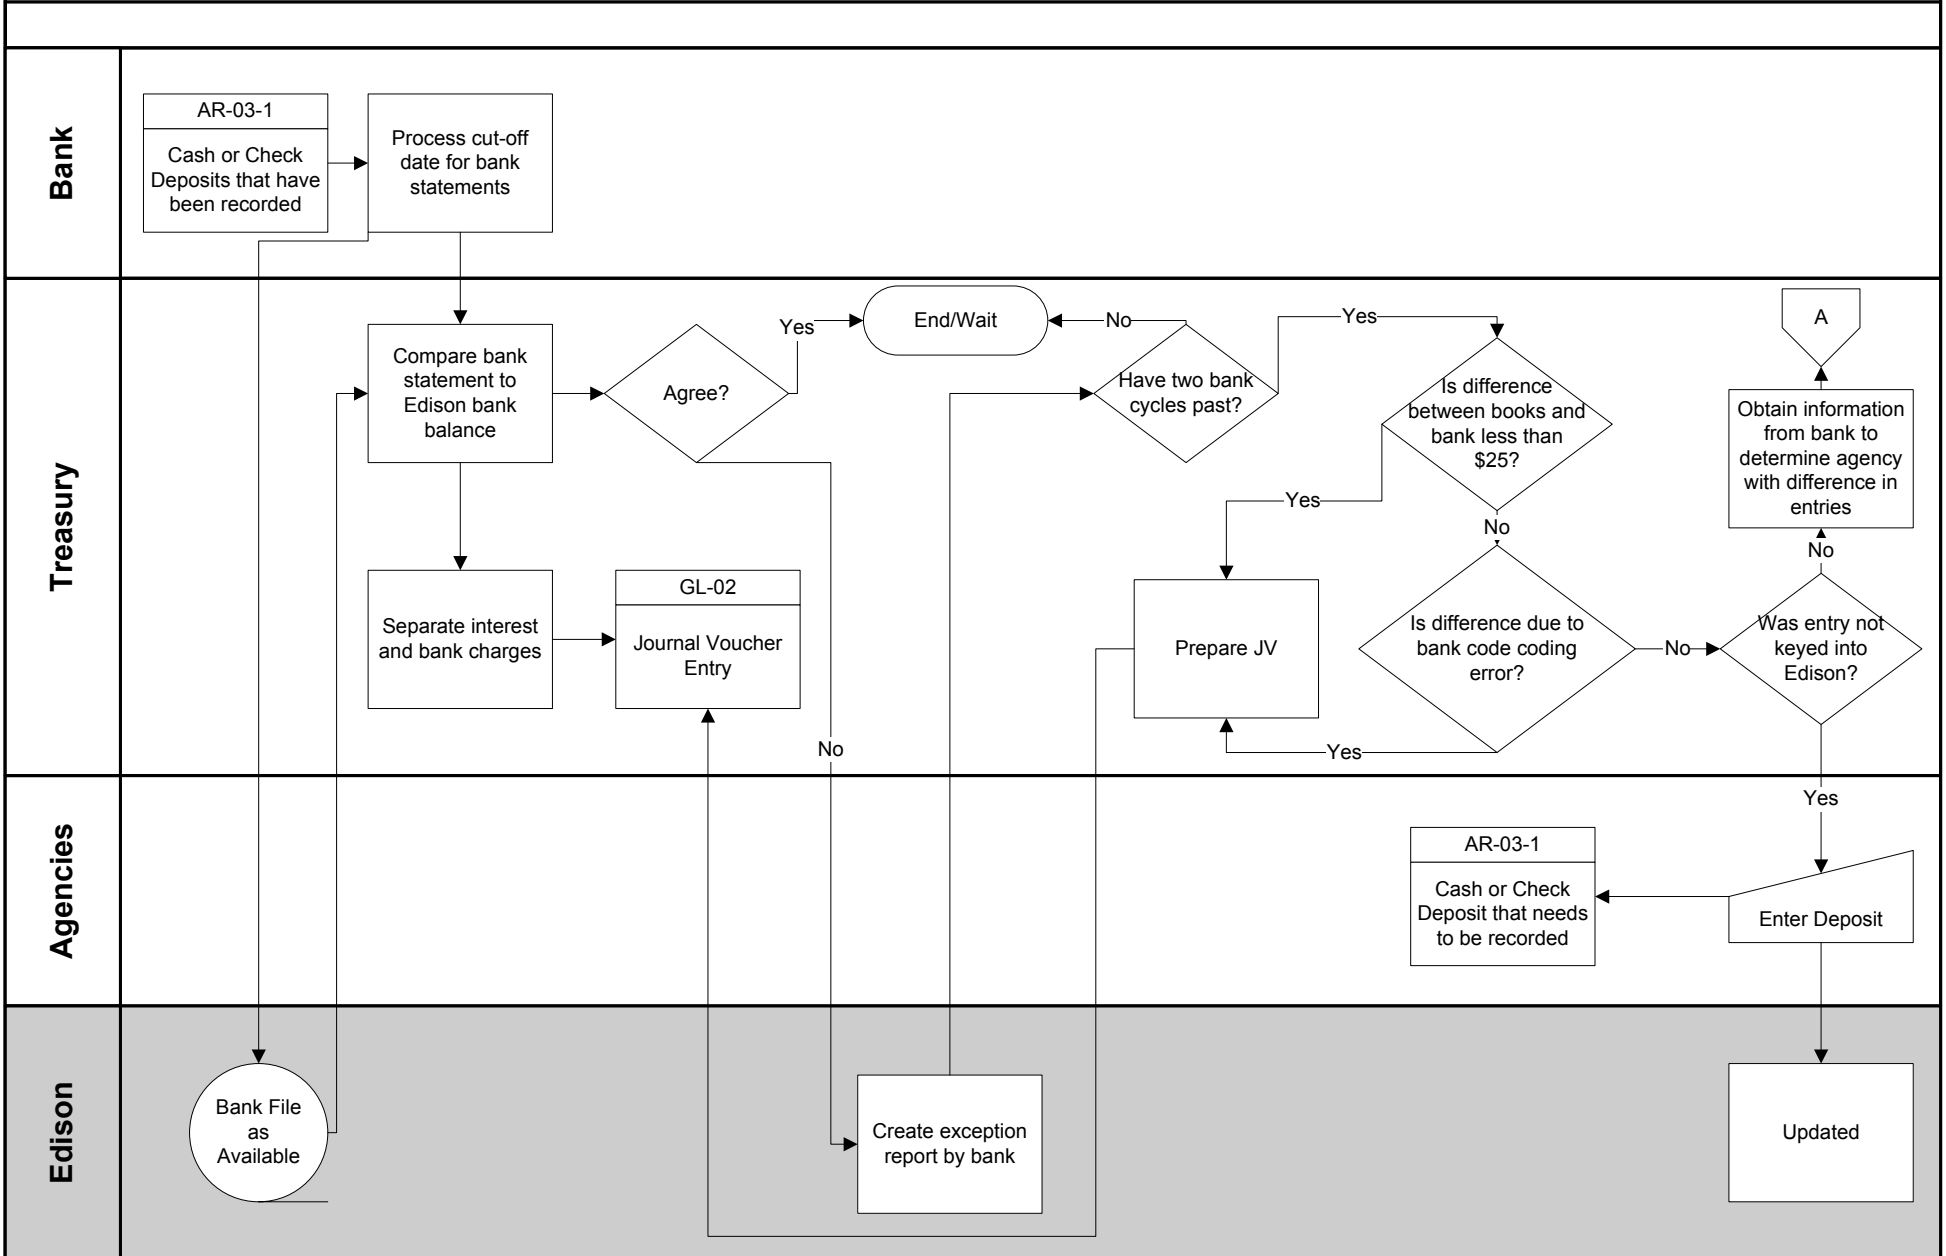 Bank
AR-03-1
Cash or Check
Deposits that have
been recorded
Process cut-off
date for bank
statements
Treasury
Compare bank
statement to
Edison bank
balance
Agree?
Yes
No
End/Wait
No
Have two bank
cycles past?
Yes
Is difference
between books and
bank less than
$25?
Yes
No
A
Obtain information
from bank to
determine agency
with difference in
entries
No
Separate interest
and bank charges
GL-02
Journal Voucher
Entry
Prepare JV
Is difference due to
bank code coding
error?
Yes
No
Was entry not
keyed into
Edison?
Yes
Agencies
AR-03-1
Cash or Check
Deposit that needs
to be recorded
Enter Deposit
Edison
Bank File
as
Available
Create exception
report by bank
Updated